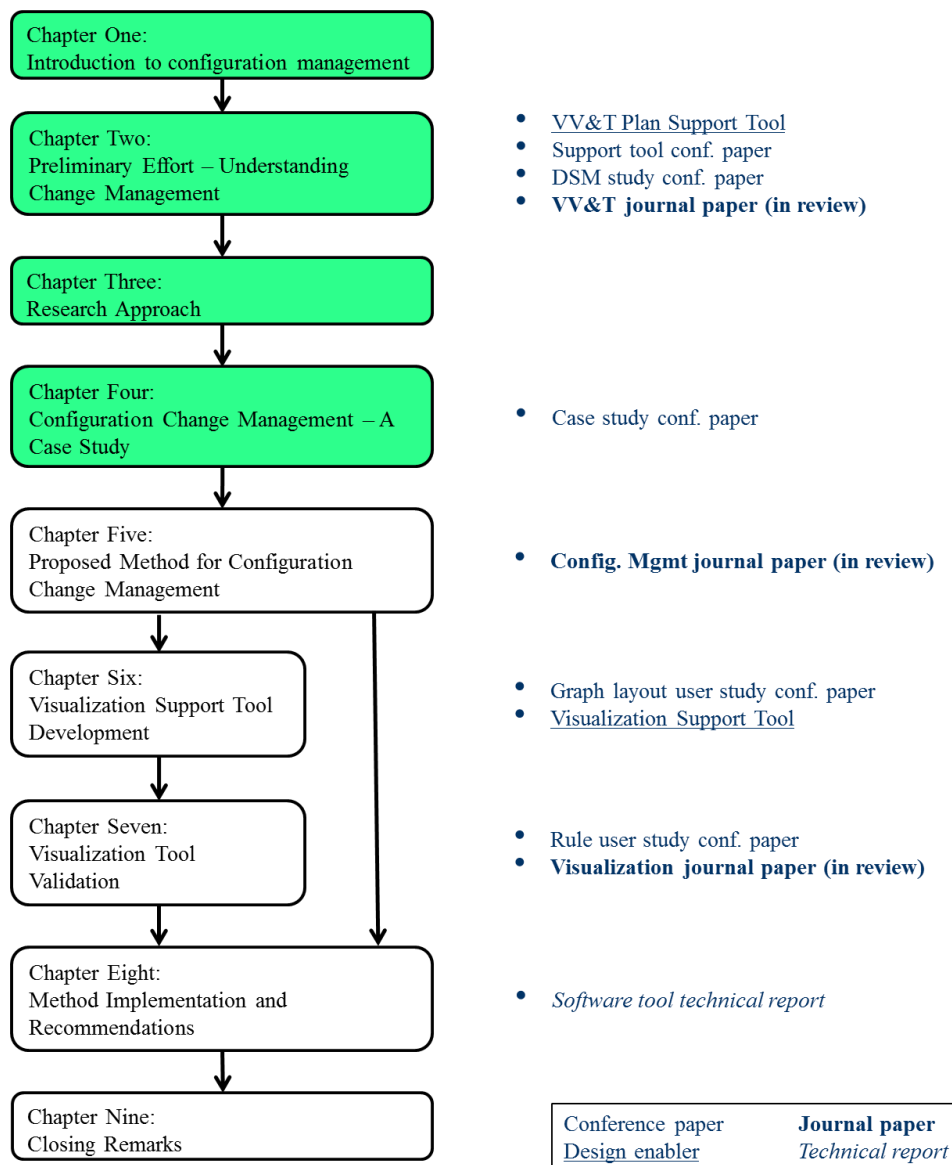 Chapter One:
Introduction to configuration management
Chapter Two:
Preliminary Effort – Understanding
Change Management
• VV&T Plan Support Tool
• Support tool conf. paper
• DSM study conf. paper
• VV&T journal paper (in review)
Chapter Three:
Research Approach
Chapter Four:
Configuration Change Management – A
Case Study
• Case study conf. paper
Chapter Five:
Proposed Method for Configuration
Change Management
• Config. Mgmt journal paper (in review)
Chapter Six:
Visualization Support Tool
Development
• Graph layout user study conf. paper
• Visualization Support Tool
Chapter Seven:
Visualization Tool
Validation
• Rule user study conf. paper
• Visualization journal paper (in review)
Chapter Eight:
Method Implementation and
Recommendations
• Software tool technical report
Chapter Nine:
Closing Remarks
Conference paper Journal paper
Design enabler Technical report